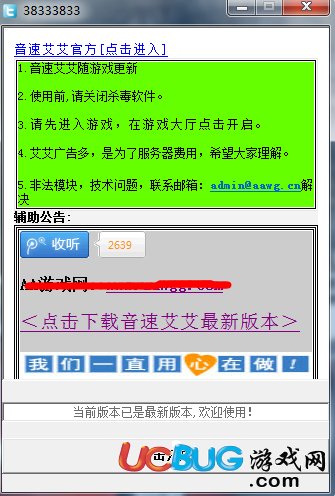 38333833
音速艾艾官方[点击进入]
1.音速艾艾随游戏更新
2.使用前,请关闭杀毒软件。
3.请先进入游戏，在游戏大厅点击开启。
4.艾艾广告多，是为了服务器费用，希望大家理解。
5.非法模块，技术问题，联系邮箱：admin@aawg.cn解
决
辅助公告:
收听 2639
AA游戏网
＜点击下载音速艾艾最新版本＞
我们一直用心在做！
当前版本已是最新版本,欢迎使用!
UCBUG游戏网
.com